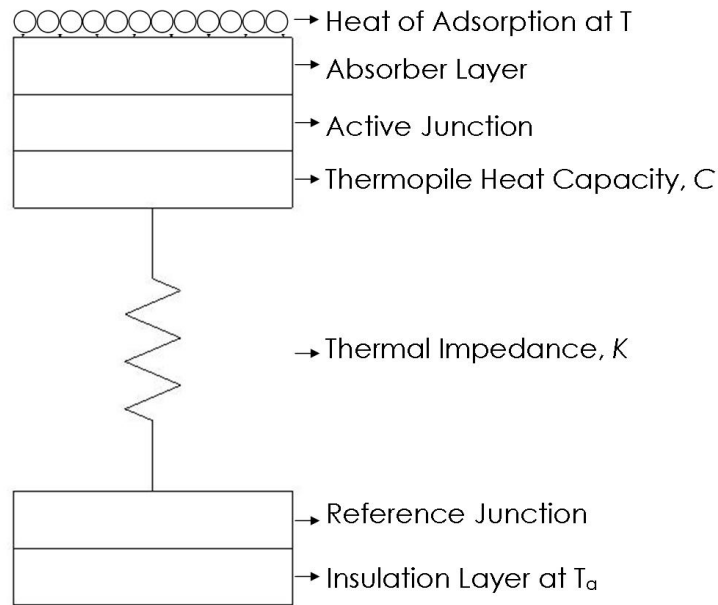 Heat of Adsorption at T
Absorber Layer
Active Junction
Thermopile Heat Capacity, C
Thermal Impedance, K
Reference Junction
Insulation Layer at Ta